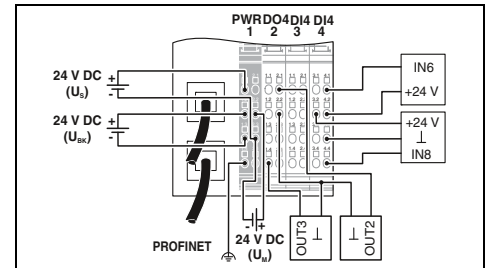 PWR DO4 DI4 DI4
1 2 3 4
24 V DC
(US)
+
-
24 V DC
(UBK)
+
-
IN6
+24 V
+24 V
⊥
IN8
- +
24 V DC
(UM)
OUT3
⊥
⊥
OUT2
PROFINET